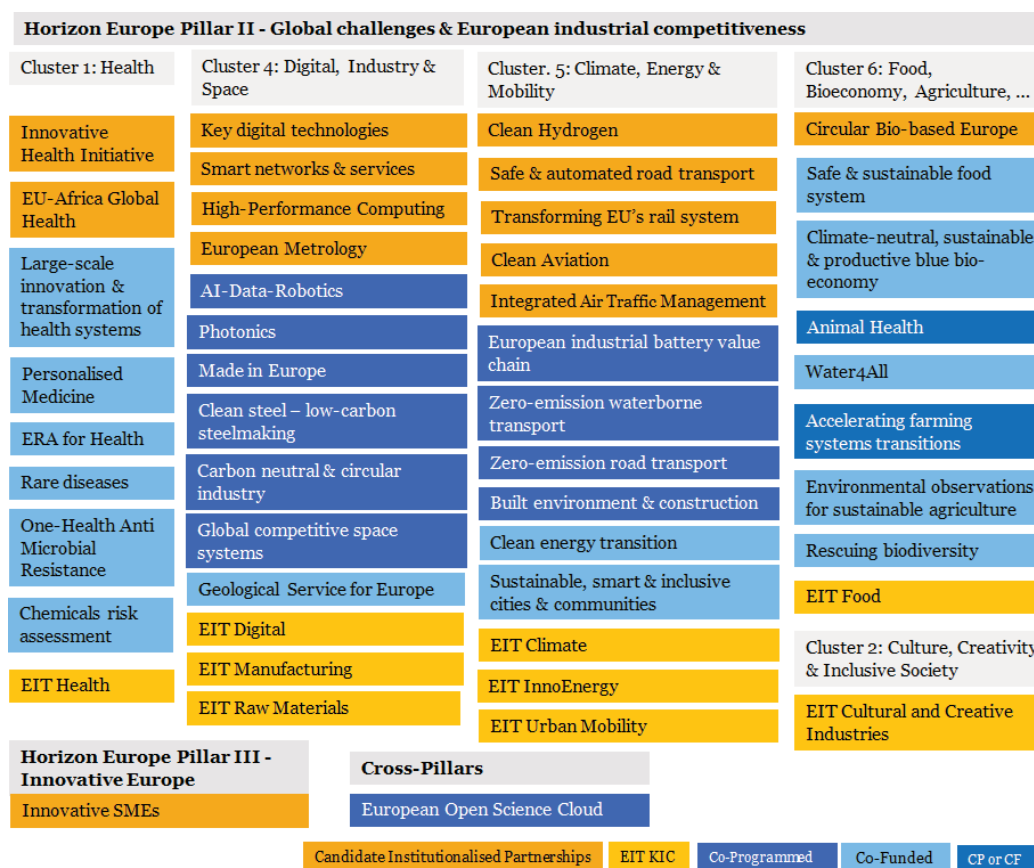 Horizon Europe Pillar II - Global challenges & European industrial competitiveness
Cluster 1: Health
Innovative
Health Initiative
EU-Africa Global
Health
Large-scale
innovation &
transformation of
health systems
Personalised
Medicine
ERA for Health
Rare diseases
One-Health Anti
Microbial
Resistance
Chemicals risk
assessment
EIT Health
Cluster 4: Digital, Industry &
Space
Key digital technologies
Smart networks & services
High-Performance Computing
European Metrology
AI-Data-Robotics
Photonics
Made in Europe
Clean steel – low-carbon
steelmaking
Carbon neutral & circular
industry
Global competitive space
systems
Geological Service for Europe
EIT Digital
EIT Manufacturing
EIT Raw Materials
Cluster. 5: Climate, Energy &
Mobility
Clean Hydrogen
Safe & automated road transport
Transforming EU's rail system
Clean Aviation
Integrated Air Traffic Management
European industrial battery value
chain
Zero-emission waterborne
transport
Zero-emission road transport
Built environment & construction
Clean energy transition
Sustainable, smart & inclusive
cities & communities
EIT Climate
EIT InnoEnergy
EIT Urban Mobility
Cluster 6: Food,
Bioeconomy, Agriculture, ...
Circular Bio-based Europe
Safe & sustainable food
system
Climate-neutral, sustainable
& productive blue bio-
economy
Animal Health
Water4All
Accelerating farming
systems transitions
Environmental observations
for sustainable agriculture
Rescuing biodiversity
EIT Food
Cluster 2: Culture, Creativity
& Inclusive Society
EIT Cultural and Creative
Industries
Horizon Europe Pillar III -
Innovative Europe
Innovative SMEs
Cross-Pillars
European Open Science Cloud
Candidate Institutionalised Partnerships
EIT KIC
Co-Programmed
Co-Funded
CP or CF